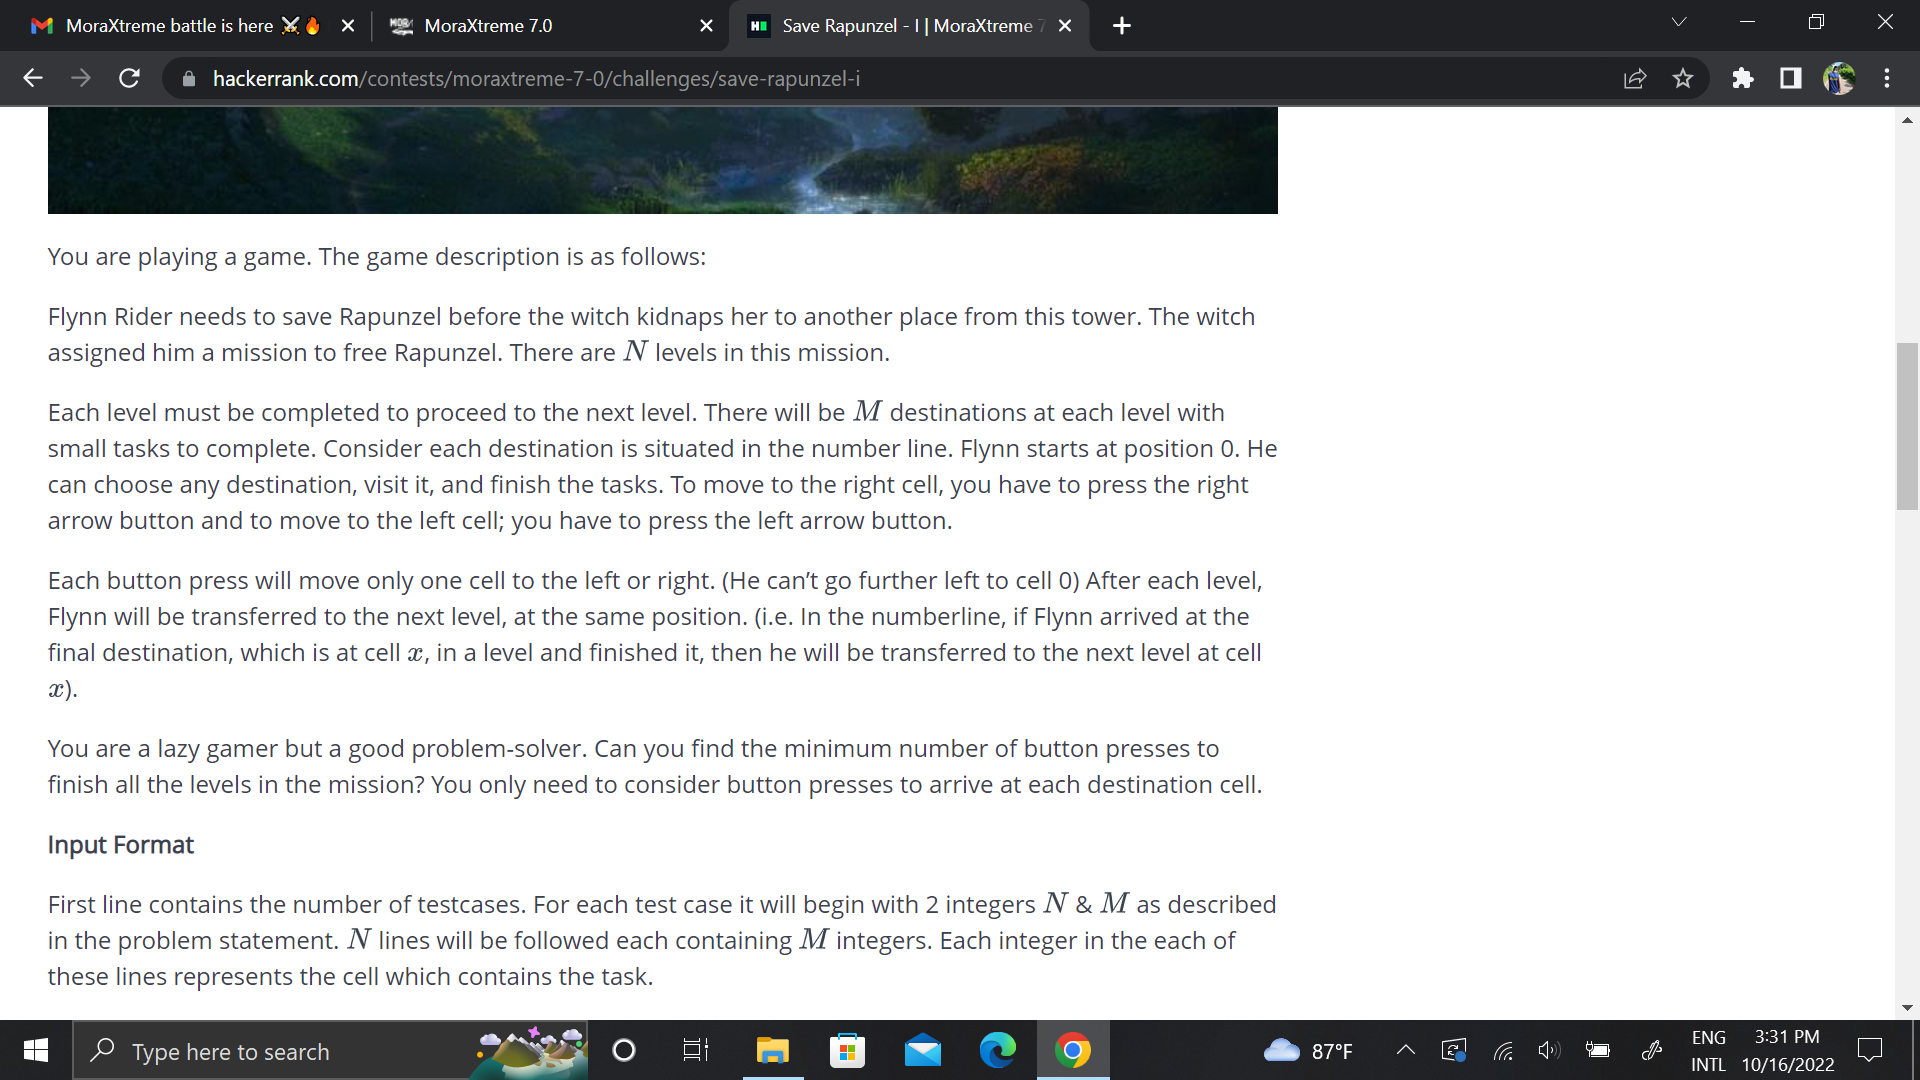 MoraXtreme battle is here ⚔️🔥
MoraXtreme 7.0
Save Rapunzel - I | MoraXtreme 7
hackerrank.com/contests/moraxtreme-7-0/challenges/save-rapunzel-i
You are playing a game. The game description is as follows:
Flynn Rider needs to save Rapunzel before the witch kidnaps her to another place from this tower. The witch
assigned him a mission to free Rapunzel. There are N levels in this mission.
Each level must be completed to proceed to the next level. There will be M destinations at each level with
small tasks to complete. Consider each destination is situated in the number line. Flynn starts at position 0. He
can choose any destination, visit it, and finish the tasks. To move to the right cell, you have to press the right
arrow button and to move to the left cell; you have to press the left arrow button.
Each button press will move only one cell to the left or right. (He can’t go further left to cell 0) After each level,
Flynn will be transferred to the next level, at the same position. (i.e. In the numberline, if Flynn arrived at the
final destination, which is at cell x, in a level and finished it, then he will be transferred to the next level at cell
x).
You are a lazy gamer but a good problem-solver. Can you find the minimum number of button presses to
finish all the levels in the mission? You only need to consider button presses to arrive at each destination cell.
Input Format
First line contains the number of testcases. For each test case it will begin with 2 integers N & M as described
in the problem statement. N lines will be followed each containing M integers. Each integer in the each of
these lines represents the cell which contains the task.
Type here to search
87°F
ENG
INTL
3:31 PM
10/16/2022